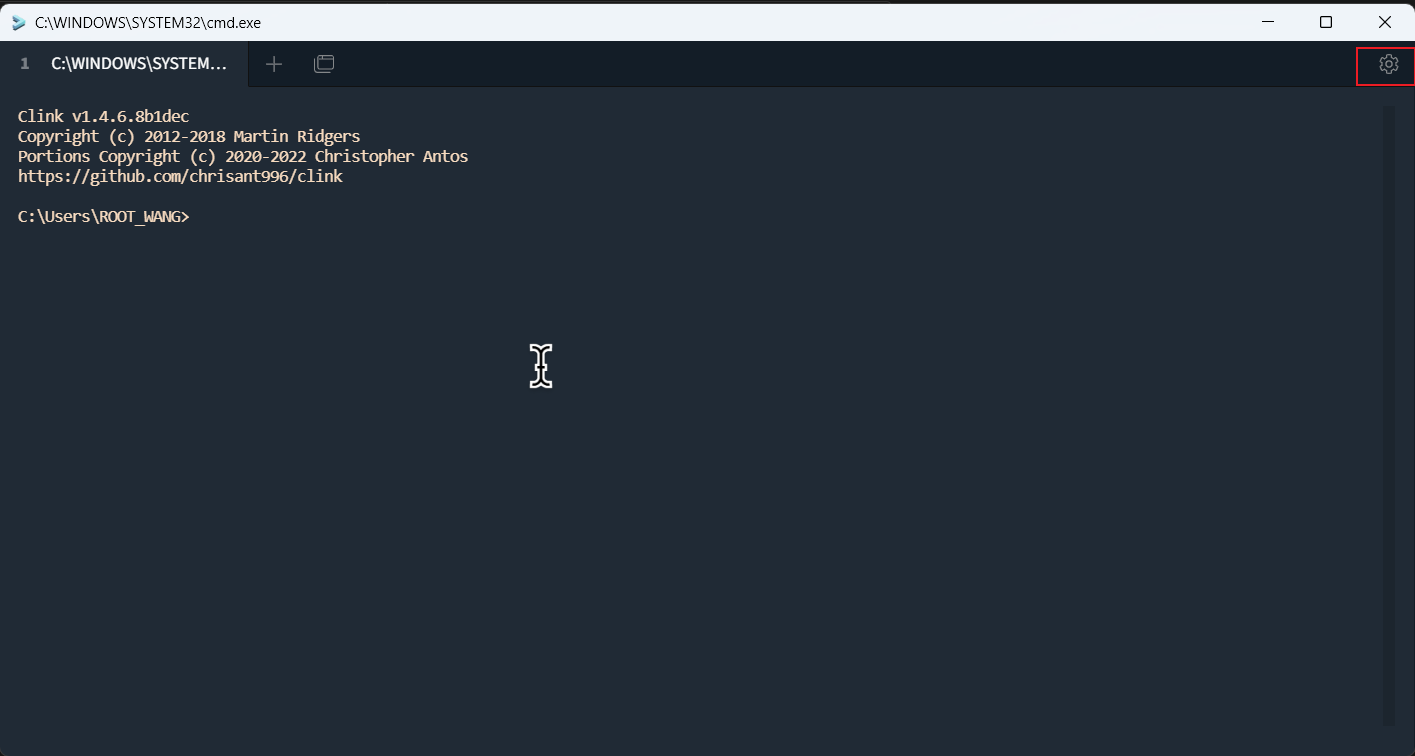 C:\WINDOWS\SYSTEM32\cmd.exe
1 C:\WINDOWS\SYSTEM...
Clink v1.4.6.8b1dec
Copyright (c) 2012-2018 Martin Ridgers
Portions Copyright (c) 2020-2022 Christopher Antos
https://github.com/chrisant996/clink
C:\Users\ROOT_WANG>